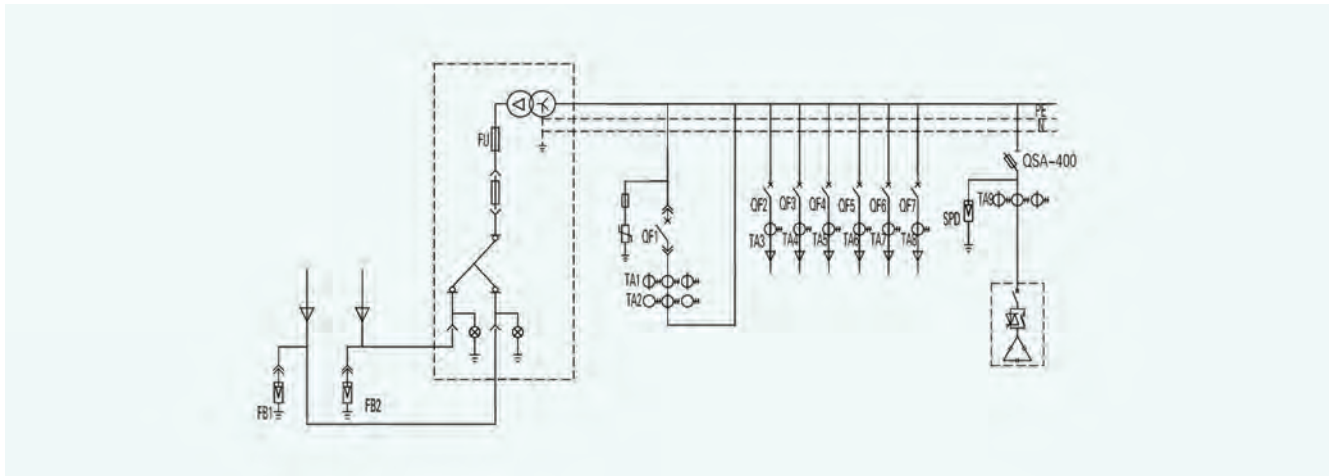 PE
N
FU
QSA-400
QF2 QF3 QF4 QF5 QF6 QF7
TA9
SPD
QF1
TA3 TA4 TA5 TA6 TA7 TA8
TA1
TA2
FB1 FB2